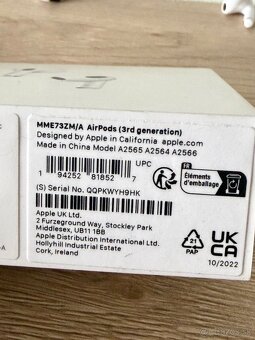 MME73ZM/A AirPods (3rd generation)
Designed by Apple in California apple.com
Made in China Model A2565 A2564 A2566
UPC
1 94252 81852 7
(S) Serial No. QQPKWYH9HK
Apple UK Ltd.
2 Furzeground Way, Stockley Park
Middlesex, UB11 1BB
Apple Distribution International Ltd.
Hollyhill Industrial Estate
Cork, Ireland
FR
Éléments
d'emballage
21
PAP
UK
CA
10/2022